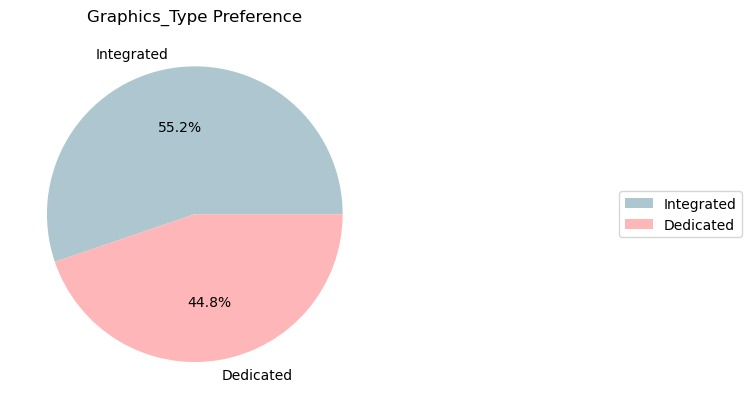 Graphics_Type Preference
Integrated
55.2%
Integrated
Dedicated
44.8%
Dedicated